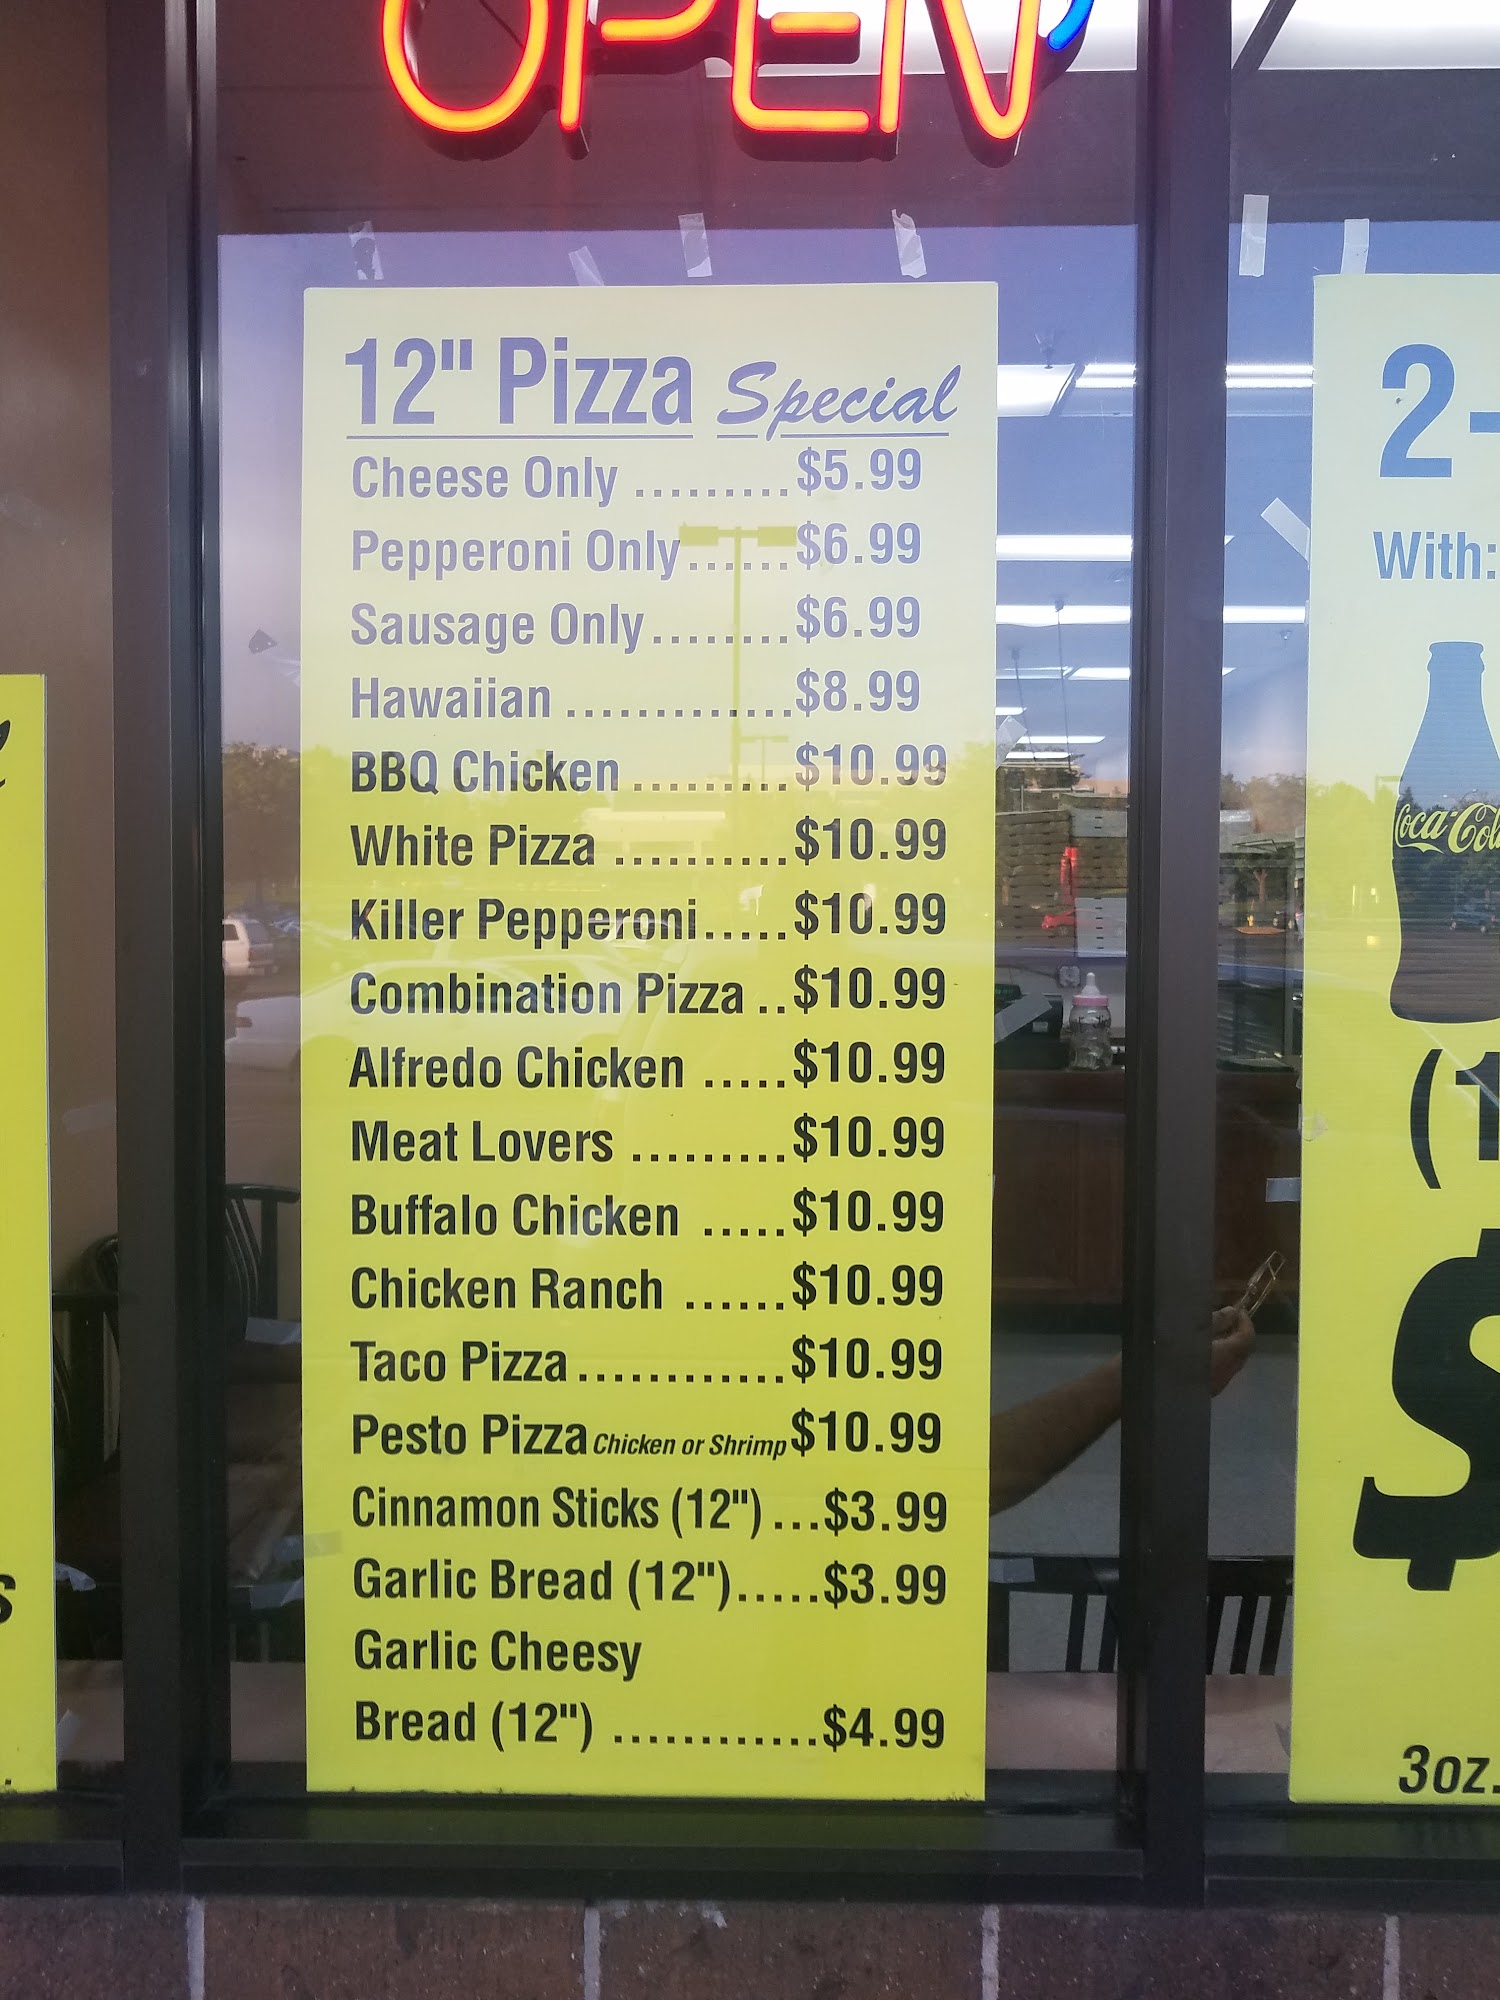 OPEN
12" Pizza Special
Cheese Only .........$5.99
Pepperoni Only......$6.99
Sausage Only........$6.99
Hawaiian .............$8.99
BBQ Chicken .........$10.99
White Pizza ..........$10.99
Killer Pepperoni.....$10.99
Combination Pizza ..$10.99
Alfredo Chicken .....$10.99
Meat Lovers .........$10.99
Buffalo Chicken .....$10.99
Chicken Ranch ......$10.99
Taco Pizza............$10.99
Pesto Pizza Chicken or Shrimp $10.99
Cinnamon Sticks (12") ...$3.99
Garlic Bread (12").....$3.99
Garlic Cheesy
Bread (12") ............$4.99
2-
With:
Coca-Cola
(1
$
3oz.